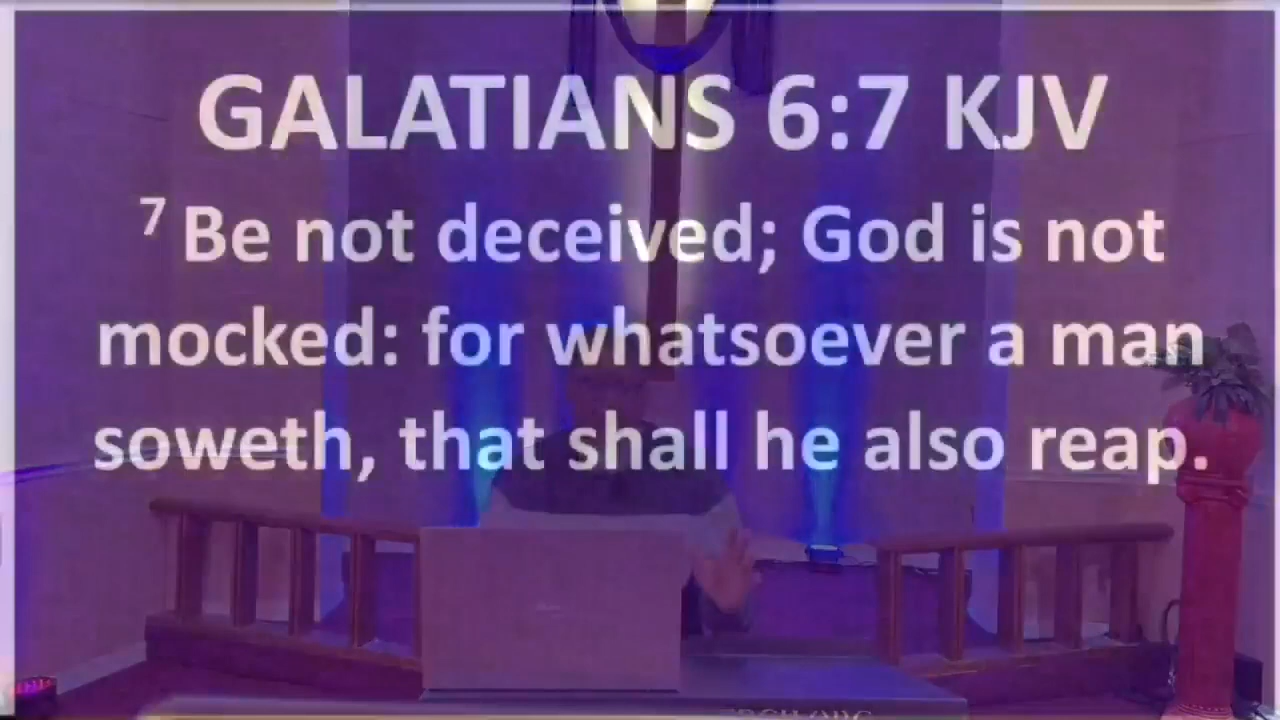 GALATIANS 6:7 KJV
7 Be not deceived; God is not
mocked: for whatsoever a man
soweth, that shall he also reap.